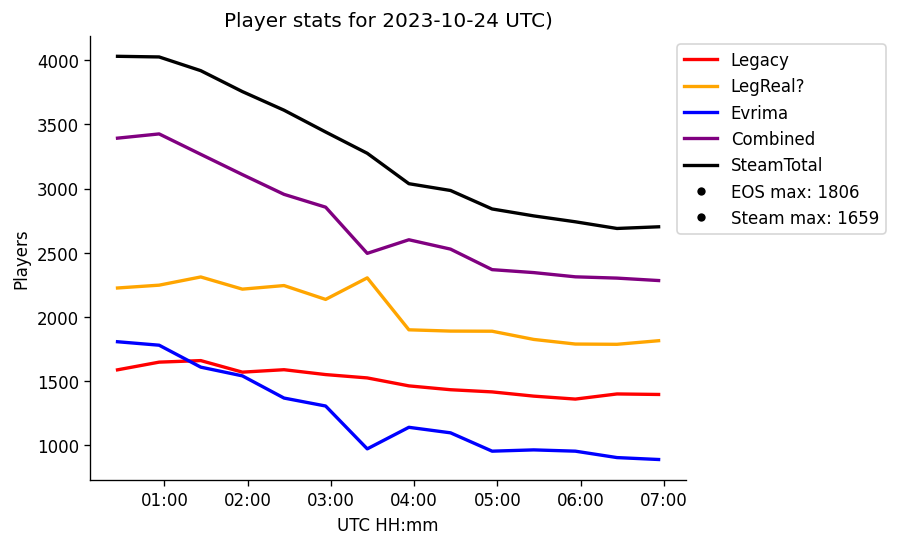 Player stats for 2023-10-24 UTC)
Legacy
LegReal?
Evrima
Combined
SteamTotal
EOS max: 1806
Steam max: 1659
4000
3500
3000
2500
2000
1500
1000
Players
01:00 02:00 03:00 04:00 05:00 06:00 07:00
UTC HH:mm